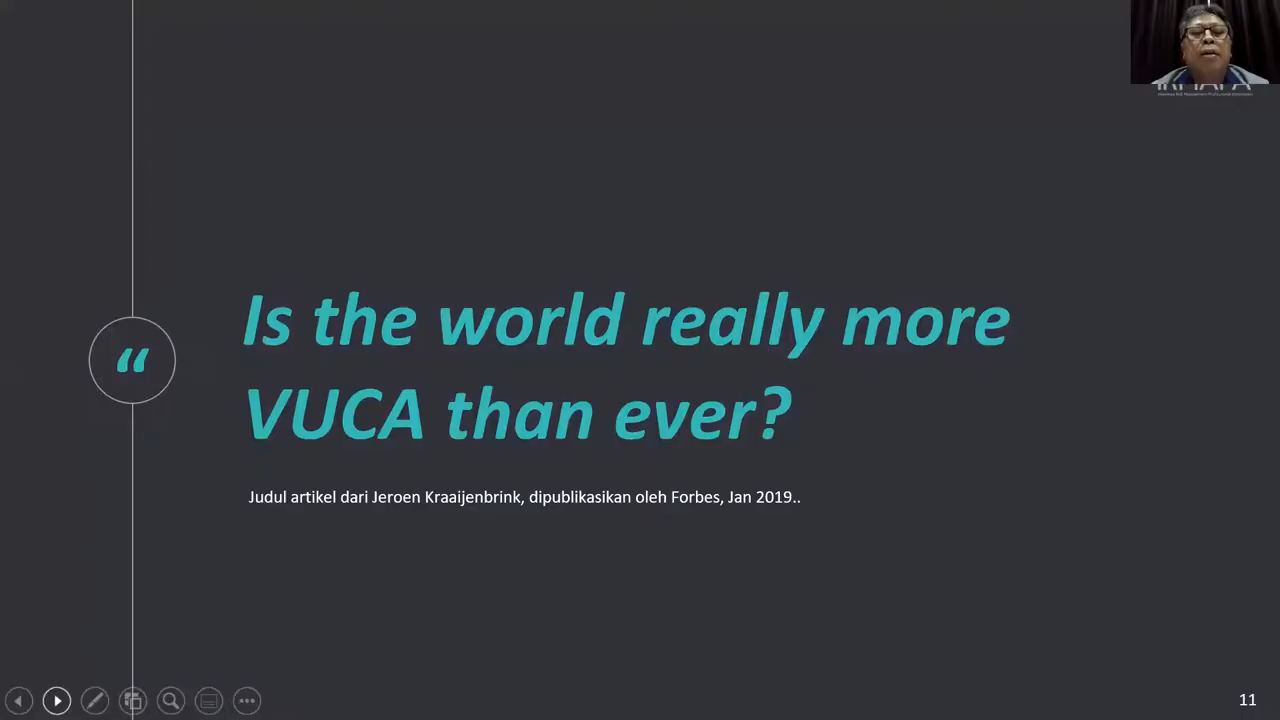 “
Is the world really more
VUCA than ever?
Judul artikel dari Jeroen Kraaijenbrink, dipublikasikan oleh Forbes, Jan 2019..
11